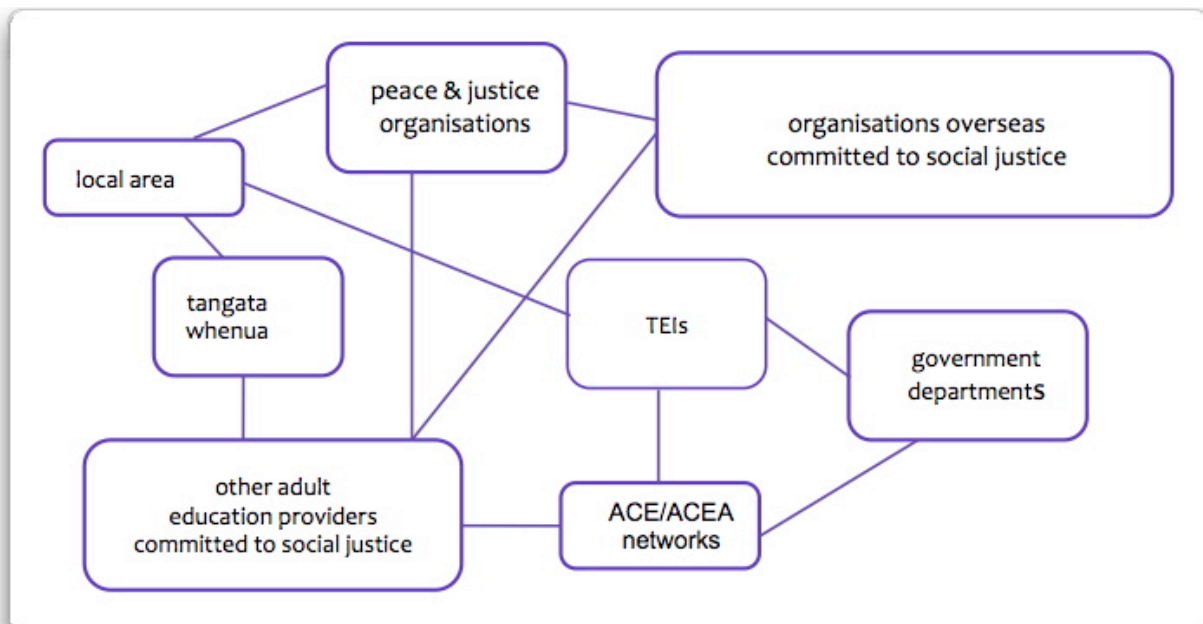 peace & justice
organisations
organisations overseas
committed to social justice
local area
tangata
whenua
TEIs
government
departments
other adult
education providers
committed to social justice
ACE/ACEA
networks